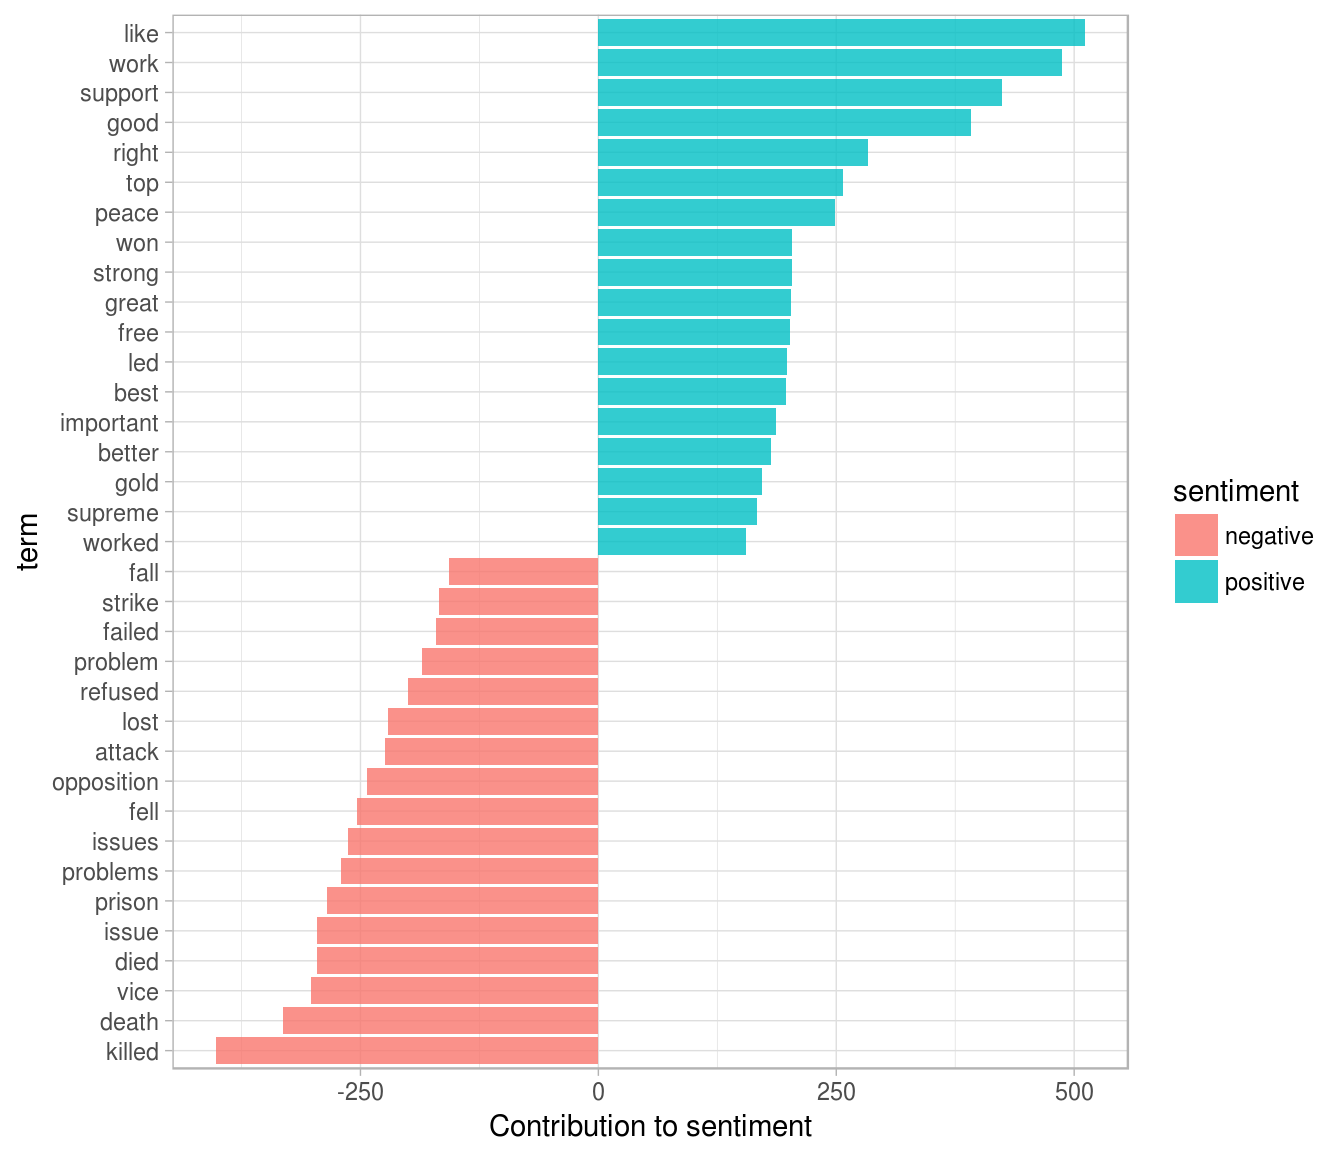 like
work
support
good
right
top
peace
won
strong
great
free
led
best
important
better
gold
supreme
worked
fall
strike
failed
problem
refused
lost
attack
opposition
fell
issues
problems
prison
issue
died
vice
death
killed
term
-250 0 250 500
Contribution to sentiment
sentiment
negative
positive